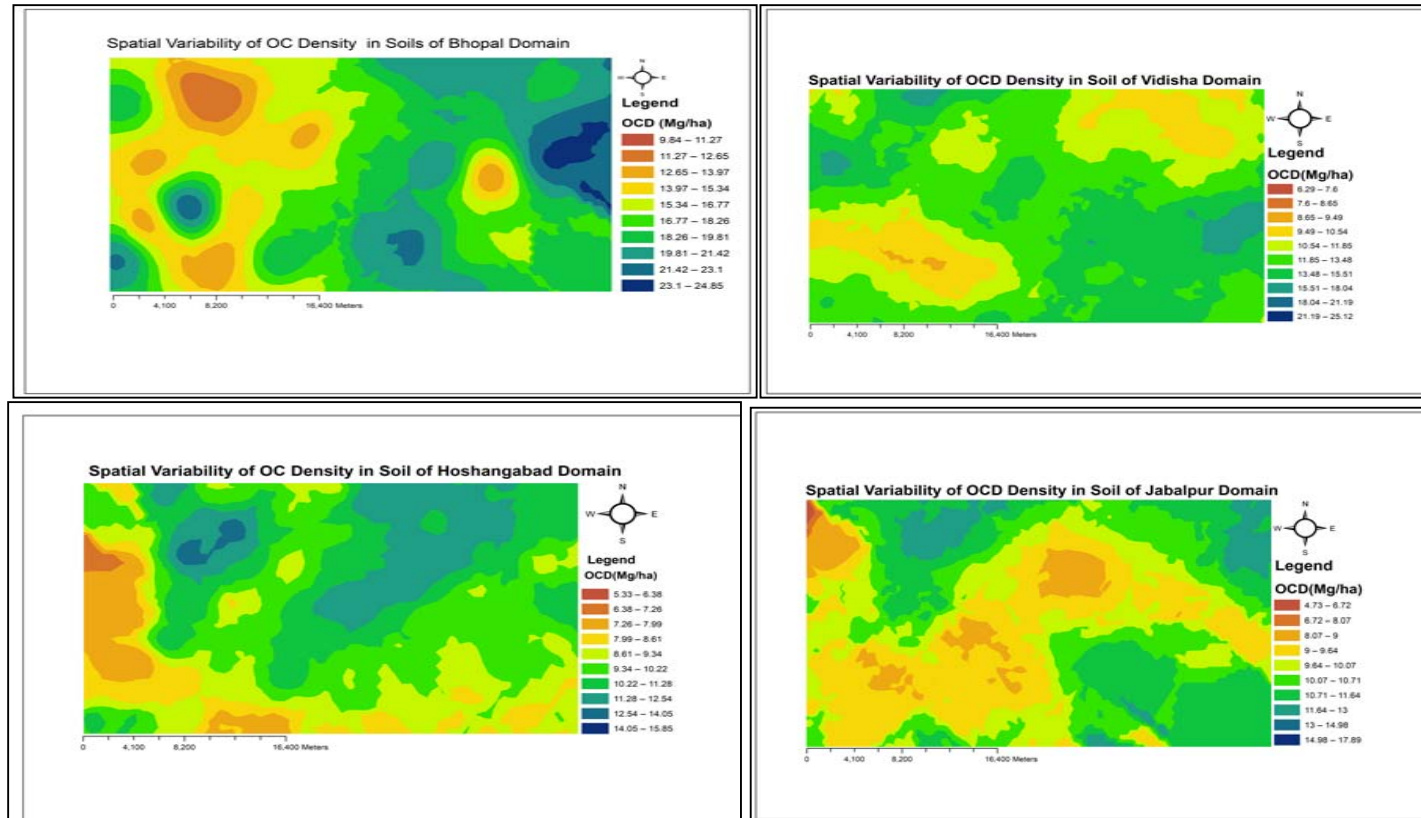 Spatial Variability of OC Density in Soils of Bhopal Domain
N
W E
S
Legend
OCD (Mg/ha)
9.84 – 11.27
11.27 – 12.65
12.65 – 13.97
13.97 – 15.34
15.34 – 16.77
16.77 – 18.26
18.26 – 19.81
19.81 – 21.42
21.42 – 23.1
23.1 – 24.85
0 4,100 8,200 16,400 Meters
Spatial Variability of OCD Density in Soil of Vidisha Domain
N
W E
S
Legend
OCD(Mg/ha)
6.29 – 7.6
7.6 – 8.65
8.65 – 9.49
9.49 – 10.54
10.54 – 11.85
11.85 – 13.48
13.48 – 15.51
15.51 – 18.04
18.04 – 21.19
21.19 – 25.12
0 4,100 8,200 16,400 Meters
Spatial Variability of OC Density in Soil of Hoshangabad Domain
N
W E
S
Legend
OCD(Mg/ha)
5.33 – 6.38
6.38 – 7.26
7.26 – 7.99
7.99 – 8.61
8.61 – 9.34
9.34 – 10.22
10.22 – 11.28
11.28 – 12.54
12.54 – 14.05
14.05 – 15.85
0 4,100 8,200 16,400 Meters
Spatial Variability of OCD Density in Soil of Jabalpur Domain
N
W E
S
Legend
OCD(Mg/ha)
4.73 – 6.72
6.72 – 8.07
8.07 – 9
9 – 9.64
9.64 – 10.07
10.07 – 10.71
10.71 – 11.64
11.64 – 13
13 – 14.98
14.98 – 17.89
0 4,100 8,200 16,400 Meters